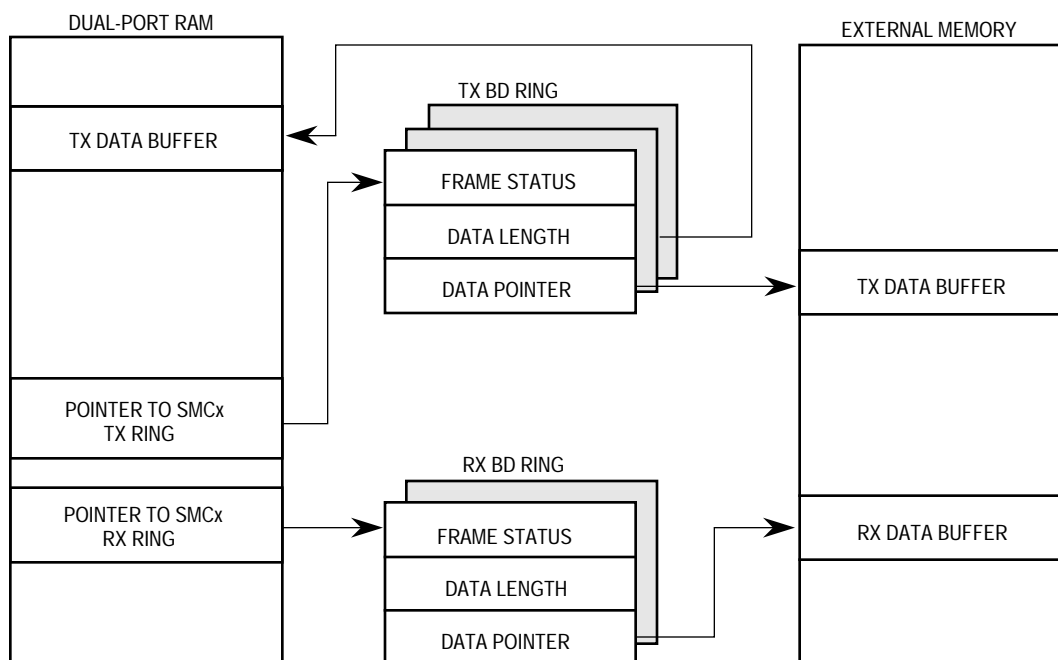 DUAL-PORT RAM
TX DATA BUFFER
POINTER TO SMCx
TX RING
POINTER TO SMCx
RX RING
TX BD RING
FRAME STATUS
DATA LENGTH
DATA POINTER
RX BD RING
FRAME STATUS
DATA LENGTH
DATA POINTER
EXTERNAL MEMORY
TX DATA BUFFER
RX DATA BUFFER